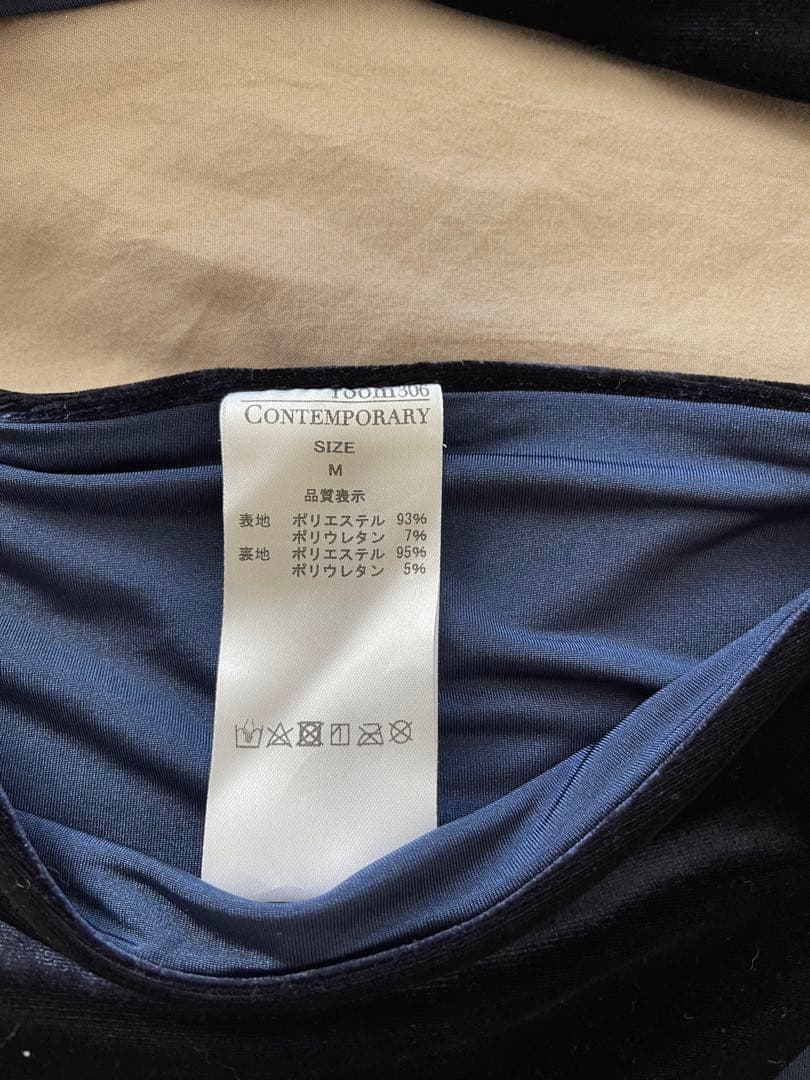 room306
CONTEMPORARY
SIZE
M
品質表示
表地 ポリエステル 93%
ポリウレタン 7%
裏地 ポリエステル 95%
ポリウレタン 5%